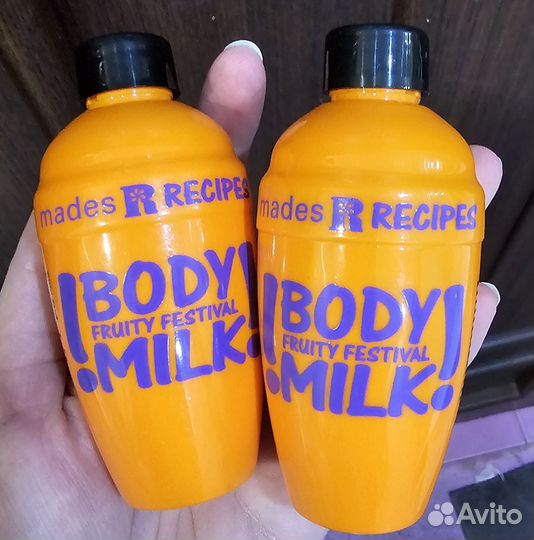 mades R RECIPES
!BODY
FRUITY FESTIVAL
MILK!
mades R RECIPES
!BODY
FRUITY FESTIVAL
MILK!
Avito